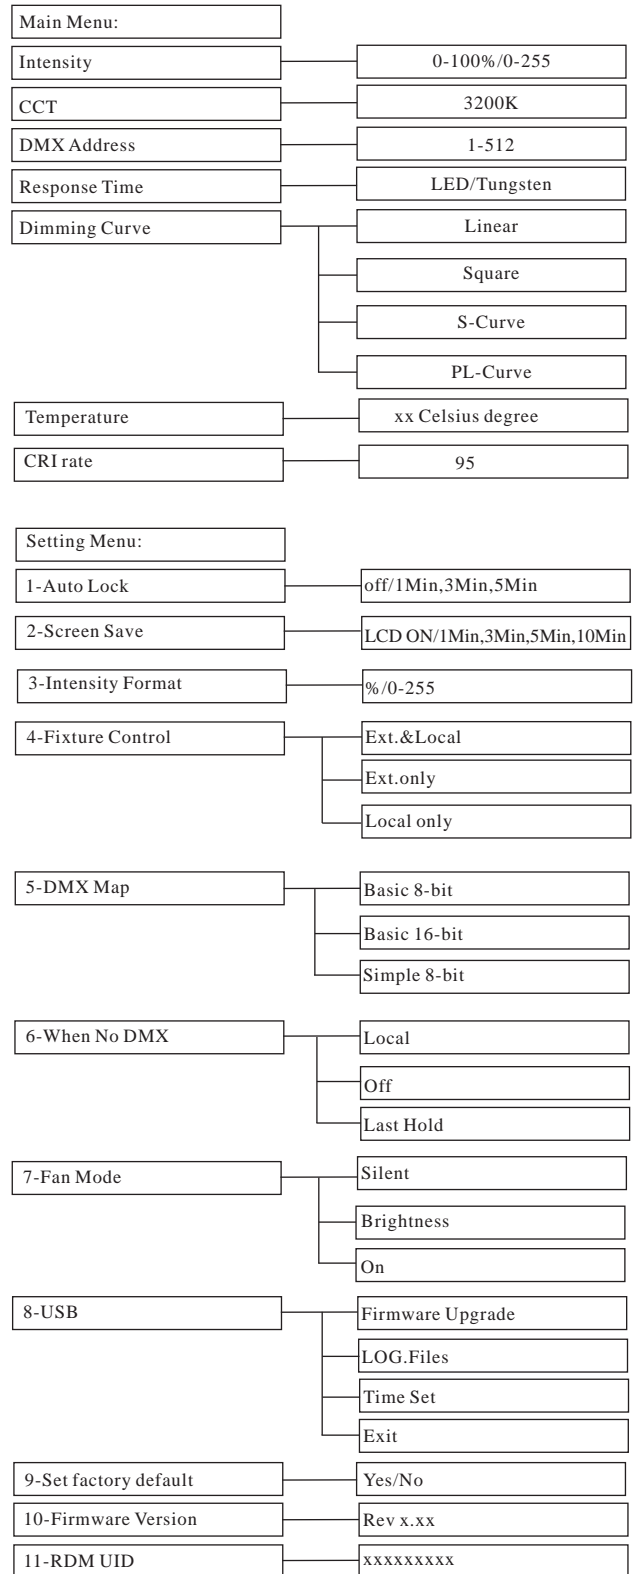 Main Menu:
Intensity
0-100%/0-255
CCT
3200K
DMX Address
1-512
Response Time
LED/Tungsten
Dimming Curve
Linear
Square
S-Curve
PL-Curve
Temperature
xx Celsius degree
CRI rate
95
Setting Menu:
1-Auto Lock
off/1Min,3Min,5Min
2-Screen Save
LCD ON/1Min,3Min,5Min,10Min
3-Intensity Format
%/0-255
4-Fixture Control
Ext.&Local
Ext.only
Local only
5-DMX Map
Basic 8-bit
Basic 16-bit
Simple 8-bit
6-When No DMX
Local
Off
Last Hold
7-Fan Mode
Silent
Brightness
On
8-USB
Firmware Upgrade
LOG.Files
Time Set
Exit
9-Set factory default
Yes/No
10-Firmware Version
Rev x.xx
11-RDM UID
xxxxxxxxx